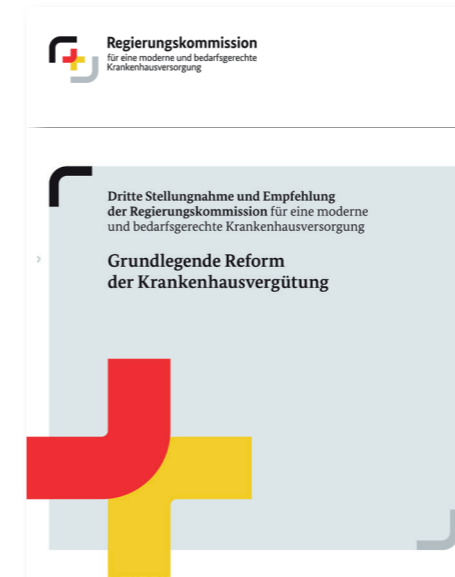 Regierungskommission
für eine moderne und bedarfsgerechte
Krankenhausversorgung
Dritte Stellungnahme und Empfehlung
der Regierungskommission für eine moderne
und bedarfsgerechte Krankenhausversorgung
Grundlegende Reform
der Krankenhausvergütung